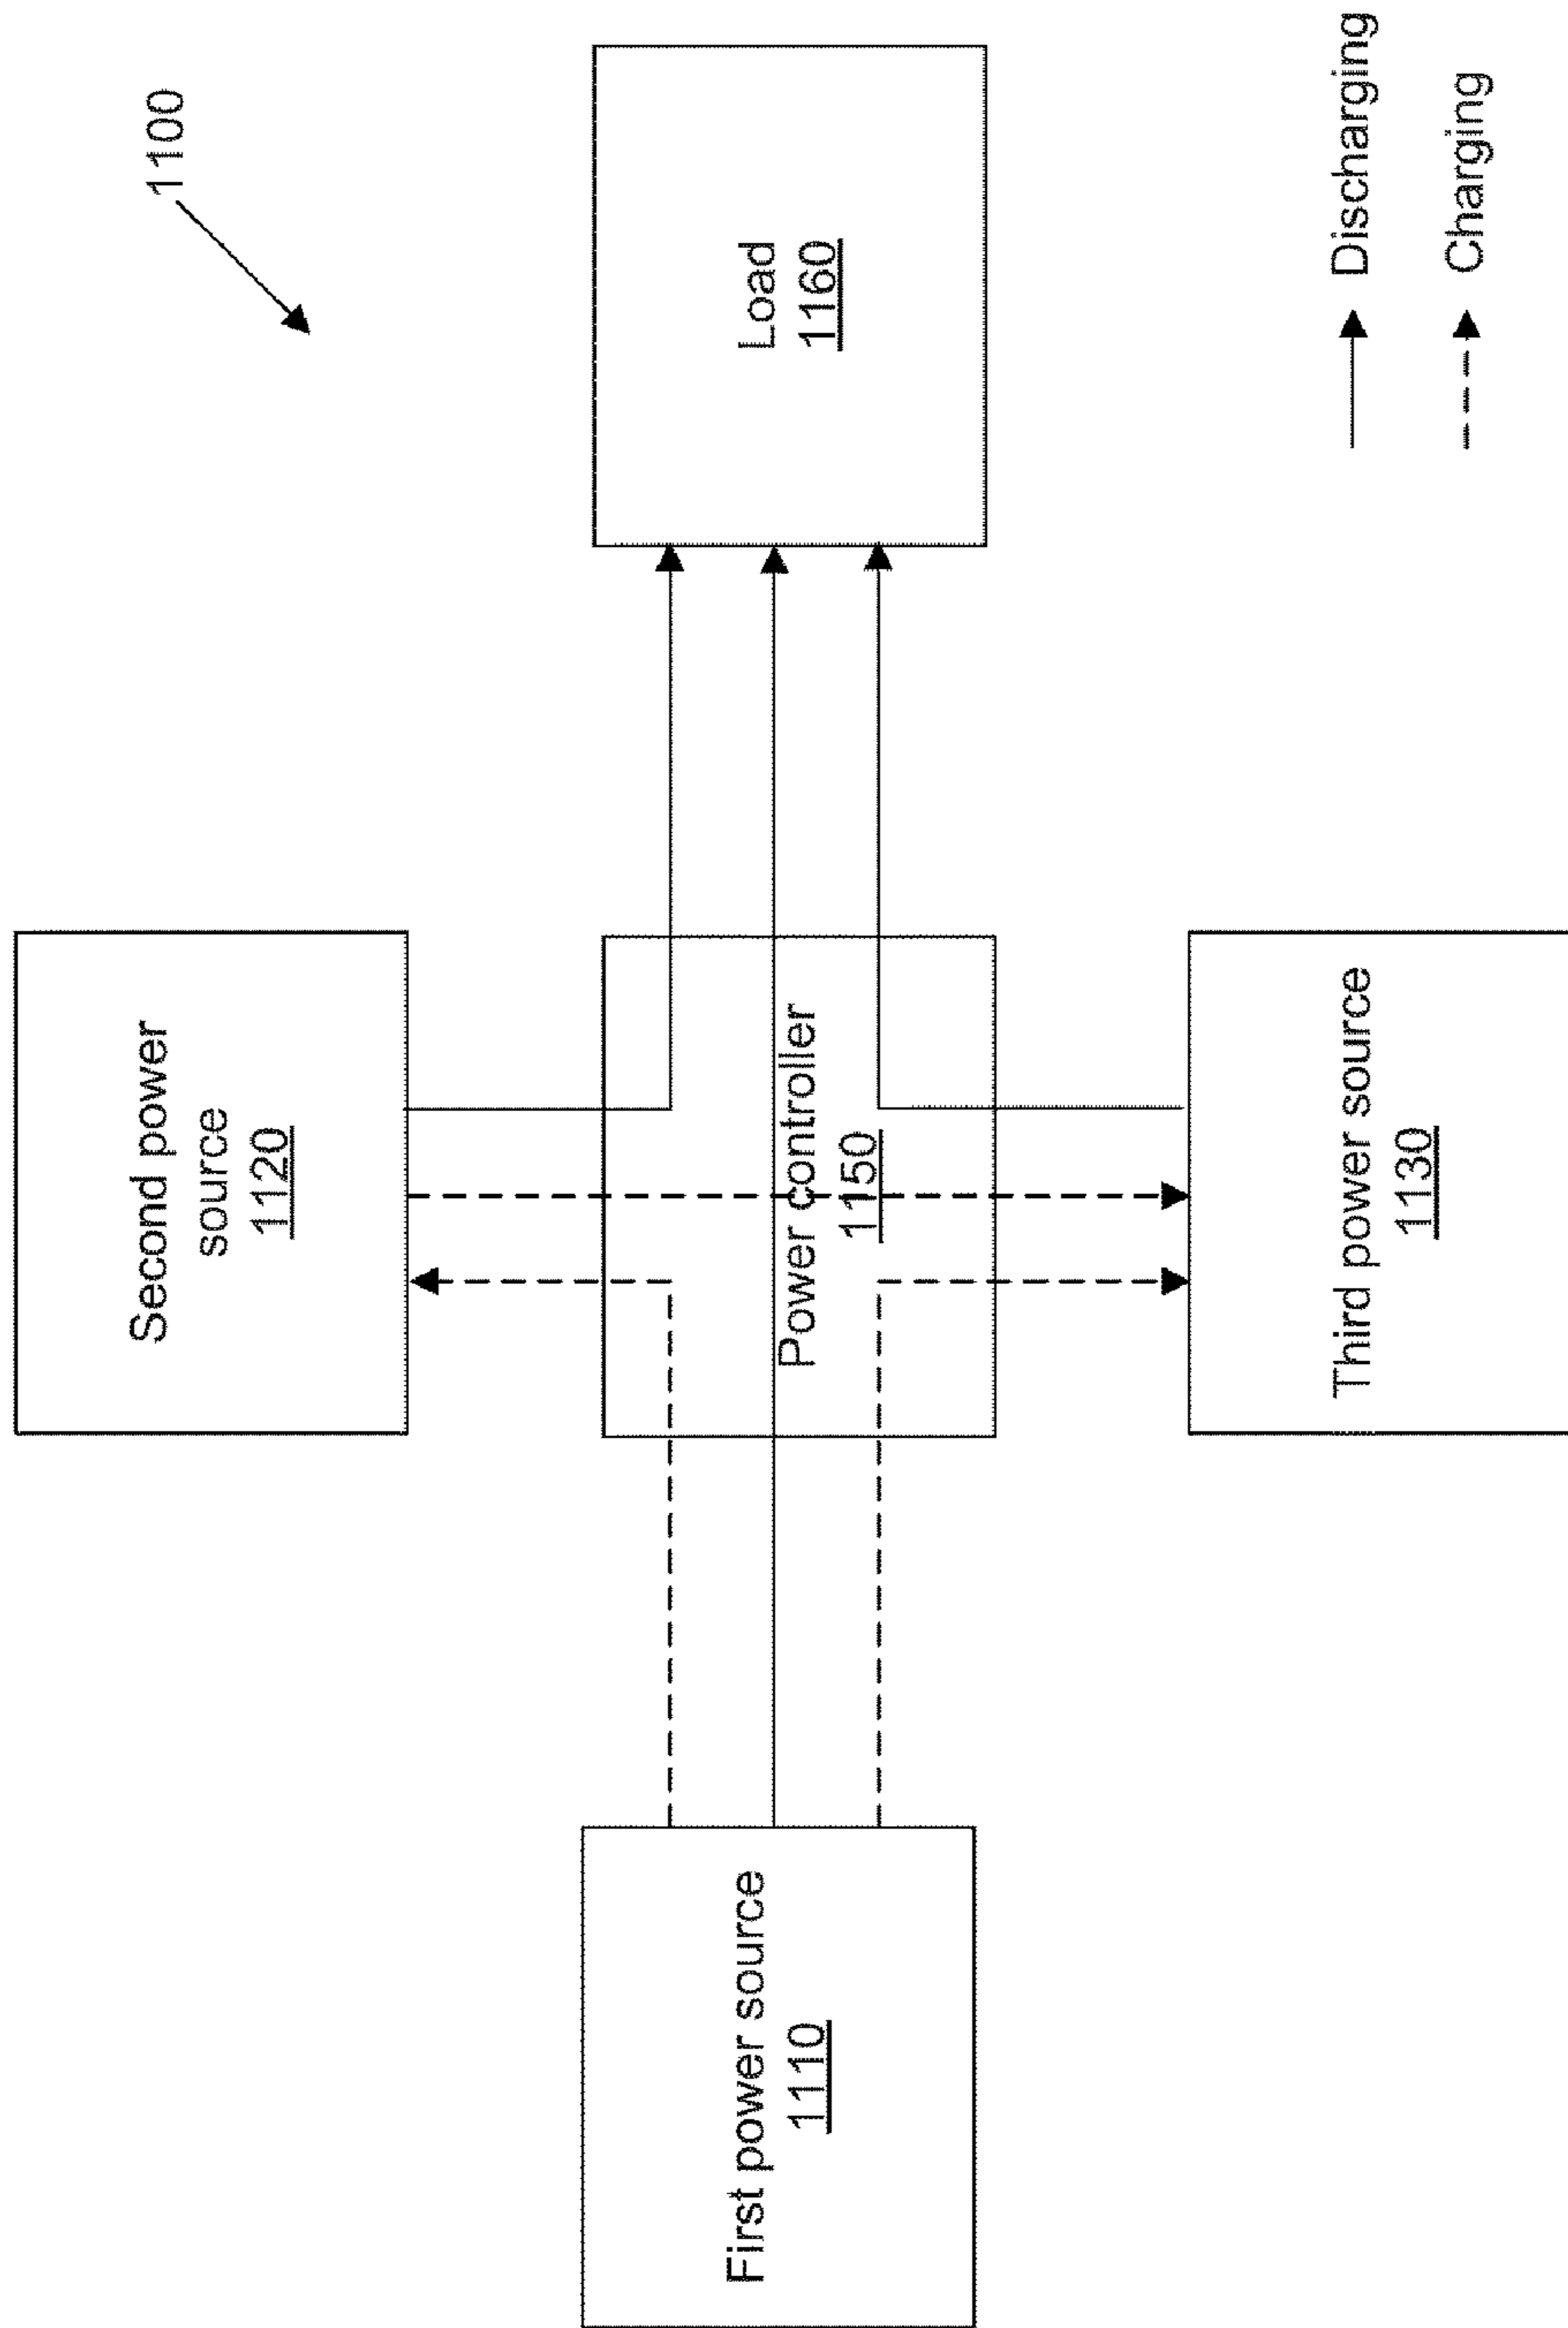 1100
Second power
source
1120
First power source
1110
Power controller
1150
Load
1160
Third power source
1130
Discharging
Charging